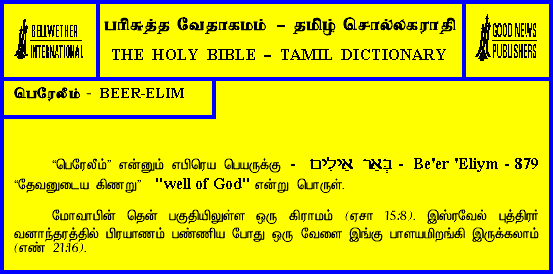 BELLWETHER
INTERNATIONAL
பரிசுத்த வேதாகமம் – தமிழ் சொல்லகராதி
THE HOLY BIBLE – TAMIL DICTIONARY
GOOD NEWS
PUBLISHERS
பெரேலீம் - BEER-ELIM
“பெரேலீம்” என்னும் எபிரெய பெயருக்கு - בְּאֵר אֵילִים - Be'er 'Eliym - 879
“தேவனுடைய கிணறு” "well of God" என்று பொருள்.
மோவாபின் தென் பகுதியிலுள்ள ஒரு கிராமம் (ஏசா 15:8). இஸ்ரவேல் புத்திரர்
வனாந்தரத்தில் பிரயாணம் பண்ணிய போது ஒரு வேளை இங்கு பாளயமிறங்கி இருக்கலாம்
(எண் 21:16).